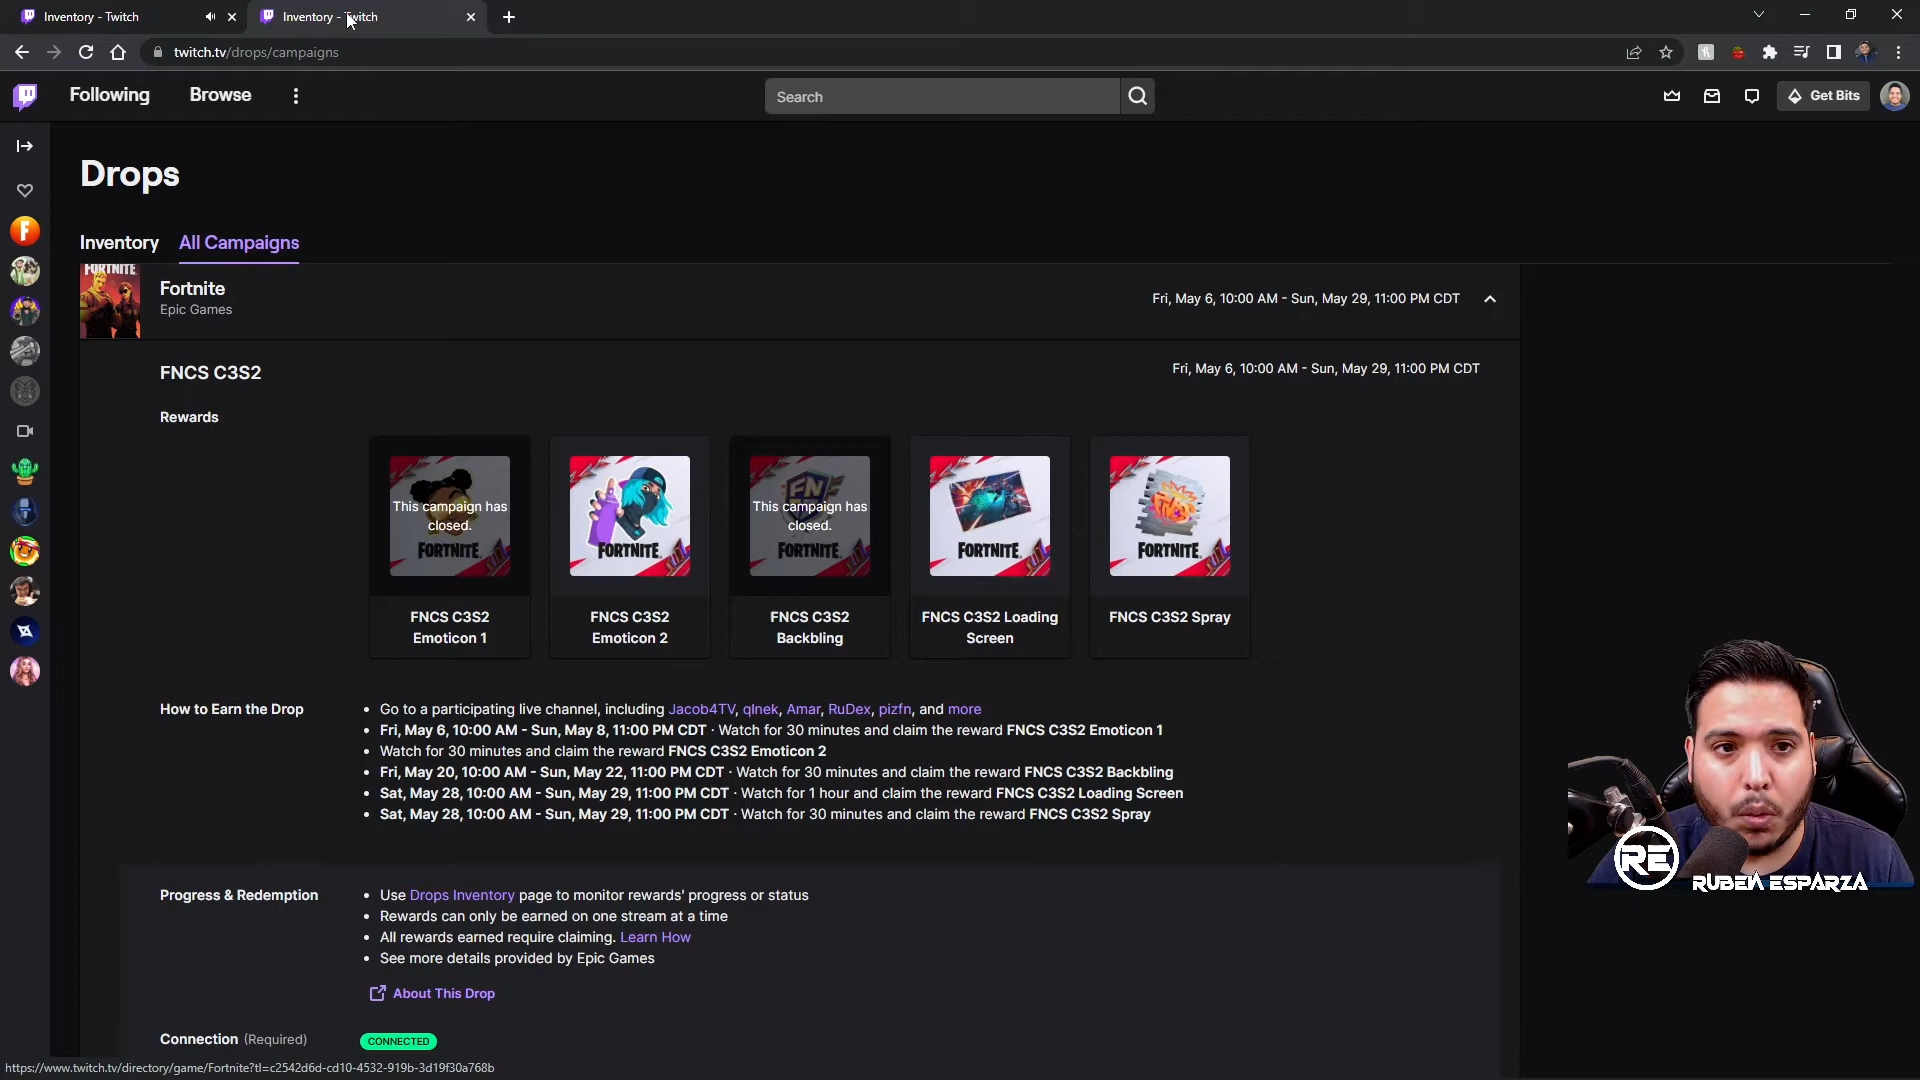 Inventory - Twitch
Inventory - Twitch
twitch.tv/drops/campaigns
Following
Browse
Search
Get Bits
Drops
Inventory
All Campaigns
FORTNITE
Fortnite
Epic Games
Fri, May 6, 10:00 AM - Sun, May 29, 11:00 PM CDT
FNCS C3S2
Fri, May 6, 10:00 AM - Sun, May 29, 11:00 PM CDT
Rewards
This campaign has
closed.
FORTNITE
FORTNITE
This campaign has
closed.
FORTNITE
FORTNITE
FORTNITE
FNCS C3S2
Emoticon 1
FNCS C3S2
Emoticon 2
FNCS C3S2
Backbling
FNCS C3S2 Loading
Screen
FNCS C3S2 Spray
How to Earn the Drop
Go to a participating live channel, including Jacob4TV, qlnek, Amar, RuDex, pizfn, and more
Fri, May 6, 10:00 AM - Sun, May 8, 11:00 PM CDT · Watch for 30 minutes and claim the reward FNCS C3S2 Emoticon 1
Watch for 30 minutes and claim the reward FNCS C3S2 Emoticon 2
Fri, May 20, 10:00 AM - Sun, May 22, 11:00 PM CDT · Watch for 30 minutes and claim the reward FNCS C3S2 Backbling
Sat, May 28, 10:00 AM - Sun, May 29, 11:00 PM CDT · Watch for 1 hour and claim the reward FNCS C3S2 Loading Screen
Sat, May 28, 10:00 AM - Sun, May 29, 11:00 PM CDT · Watch for 30 minutes and claim the reward FNCS C3S2 Spray
Progress & Redemption
Use Drops Inventory page to monitor rewards' progress or status
Rewards can only be earned on one stream at a time
All rewards earned require claiming. Learn How
See more details provided by Epic Games
About This Drop
Connection (Required)
CONNECTED
RE
RUBEN ESPARZA
https://www.twitch.tv/directory/game/Fortnite?tl=c2542d6d-cd10-4532-919b-3d19f30a768b